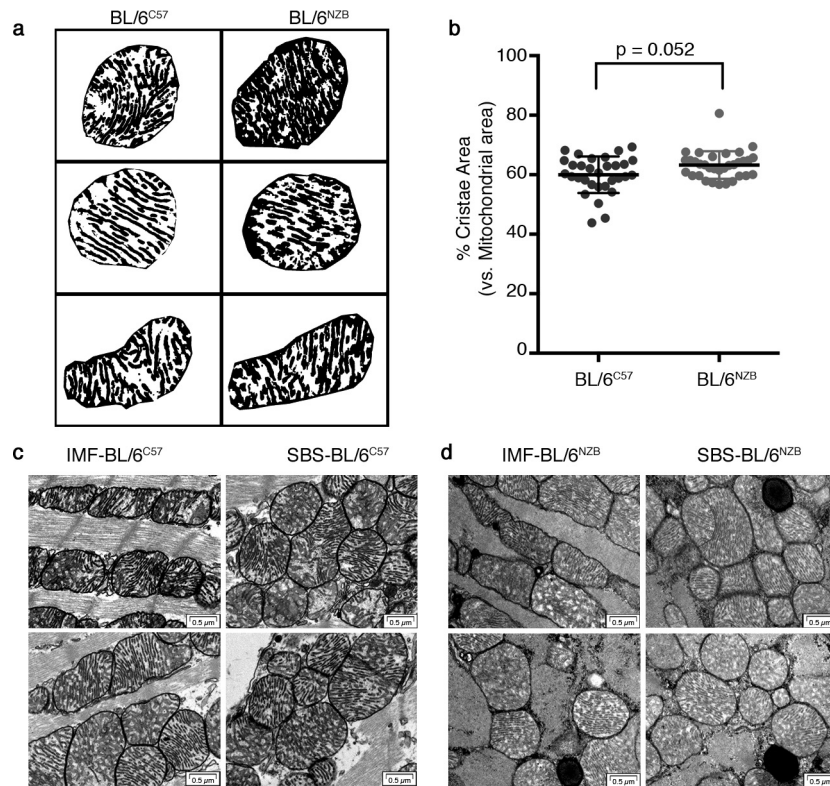 a
BL/6C57 BL/6NZB
b
100
80
60
40
20
0
% Cristae Area
(vs. Mitochondrial area)
p = 0.052
BL/6C57 BL/6NZB
c
IMF-BL/6C57 SBS-BL/6C57
0.5 µm 0.5 µm
0.5 µm 0.5 µm
d
IMF-BL/6NZB SBS-BL/6NZB
0.5 µm 0.5 µm
0.5 µm 0.5 µm